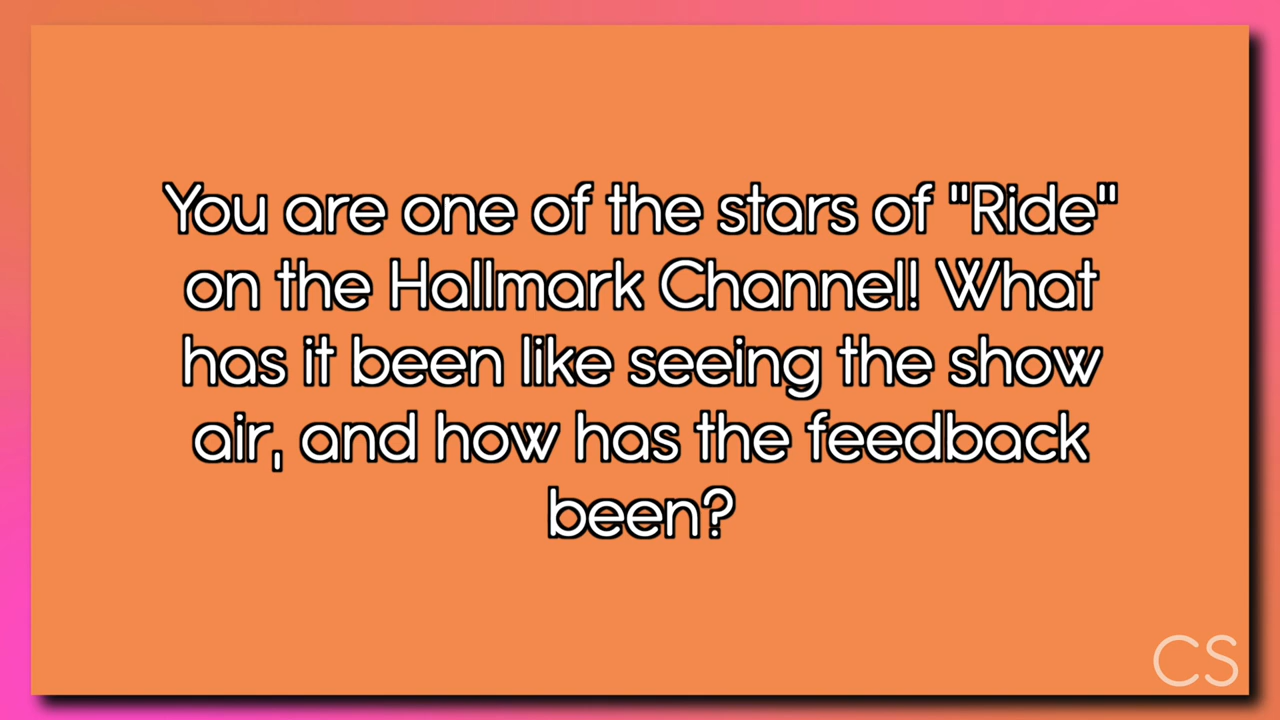 You are one of the stars of "Ride"
on the Hallmark Channel! What
has it been like seeing the show
air, and how has the feedback
been?
CS